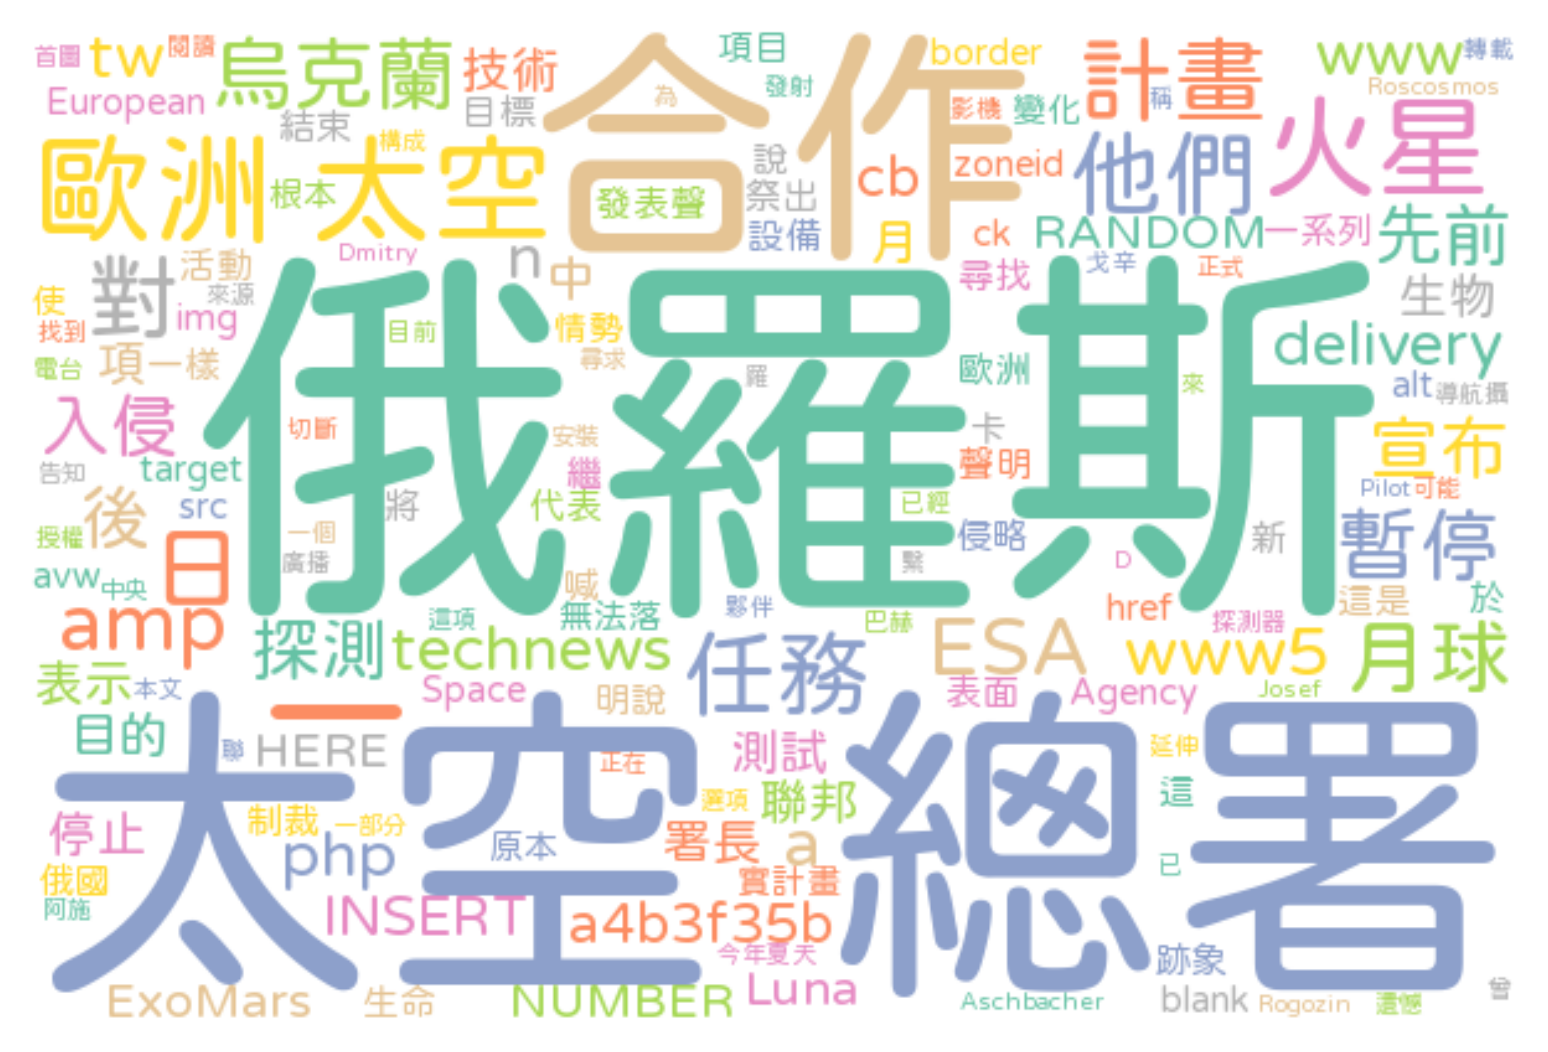 首圖 tw 閱讀 烏克蘭 技術 合作 項目 border 計畫 www 轉載
European 目標 為 發射 影機 變化 稱 Roscosmos
結束 構成 說 cb zoneid 他們 火星
歐洲 太空 根本 發表聲 祭出 設備 月 ck RANDOM 一系列 先前
Dmitry 活動 對 來源 n 中 尋找 戈辛 正式 生物
使 img 找到 目前 情勢 delivery
電台 項 一樣 尋求 羅 歐洲 來 alt 導航 攝
俄羅斯
入侵 切斷 安裝 卡 宣布
告知 target 繼 聲明 Pilot 可能
後 src 將 代表 已經 侵略 新 暫停
授權 日 一個 廣播 繫 D
avw 中央 喊 這是 於
amp 這項 無法落 夥伴 巴赫 href 探測器
探測 technews 任務 ESA www5 月球
表示 本文 Space 明說 表面 Agency Josef
目的 一 聯 HERE 正在 測試 延伸
太空 總署
停止 制裁 一部分 選項 聯邦 這
php 原本 署長 a 已
俄國 實計畫
阿施 INSERT a4b3f35b
今年夏天 跡象
ExoMars 生命 NUMBER Luna Aschbacher blank Rogozin 遺憾 曾